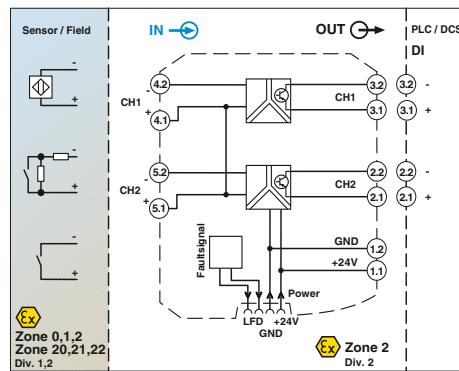 Sensor / Field
IN
OUT
PLC / DCS
DI
-
+
-
+
-
+
4.2
-
CH1
+
4.1
3.2
CH1
3.1
3.2 -
3.1 +
5.2
-
CH2
+
5.1
2.2
CH2
2.1
2.2 -
2.1 +
Faultsignal
GND
1.2
+24V
1.1
Power
LFD +24V
GND
Ex
Zone 0,1,2
Zone 20,21,22
Div. 1,2
Ex
Zone 2
Div. 2